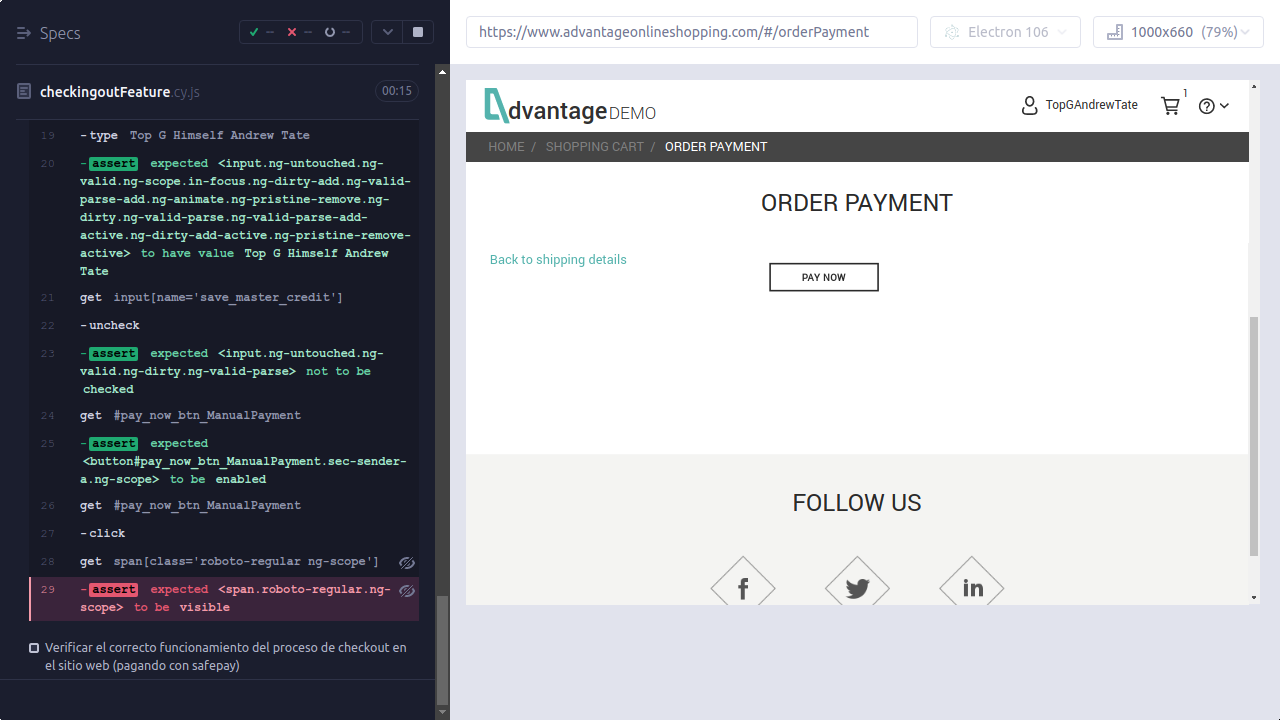 Specs
-- -- --
checkingoutFeature.cy.js 00:15
19 -type Top G Himself Andrew Tate
20 -assert expected <input.ng-untouched.ng-
valid.ng-scope.in-focus.ng-dirty-add.ng-valid-
parse-add.ng-animate.ng-pristine-remove.ng-
dirty.ng-valid-parse.ng-valid-parse-add-
active.ng-dirty-add-active.ng-pristine-remove-
active> to have value Top G Himself Andrew
Tate
21 get input[name='save_master_credit']
22 -uncheck
23 -assert expected <input.ng-untouched.ng-
valid.ng-dirty.ng-valid-parse> not to be
checked
24 get #pay_now_btn_ManualPayment
25 -assert expected
<button#pay_now_btn_ManualPayment.sec-sender-
a.ng-scope> to be enabled
26 get #pay_now_btn_ManualPayment
27 -click
28 get span[class='roboto-regular ng-scope']
29 -assert expected <span.roboto-regular.ng-
scope> to be visible
Verificar el correcto funcionamiento del proceso de checkout en
el sitio web (pagando con safepay)
https://www.advantageonlineshopping.com/#/orderPayment
Electron 106
1000x660 (79%)
dvantageDEMO
TopGAndrewTate
1
HOME / SHOPPING CART / ORDER PAYMENT
ORDER PAYMENT
Back to shipping details
PAY NOW
FOLLOW US
f
in